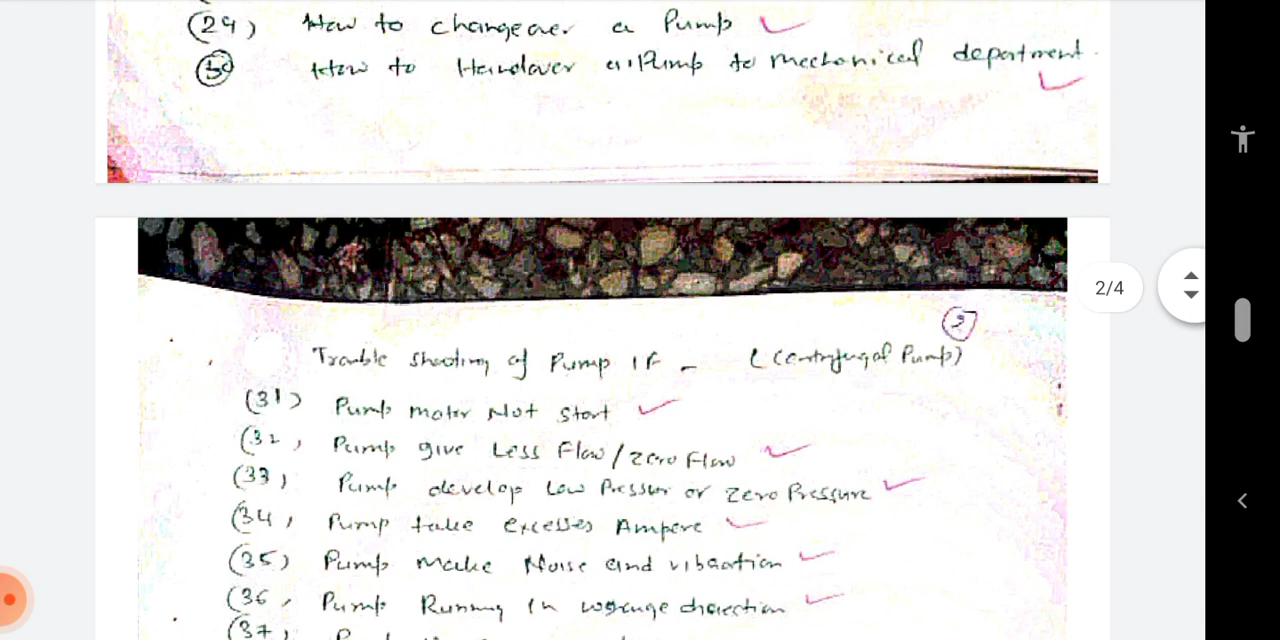 (29) How to changeover a Pump
(30) How to Handover a Pump to mechanical department.
2/4
2
Trouble shooting of Pump IF - (Centrifugal Pump)
(31) Pump motor Not start
(32, Pump give Less Flow/Zero Flow
(33) Pump develop Low Pressur or Zero Pressure
(34, Pump take excesses Ampere
(35) Pump make Noise and vibration
(36, Pump Running in direction
(37)